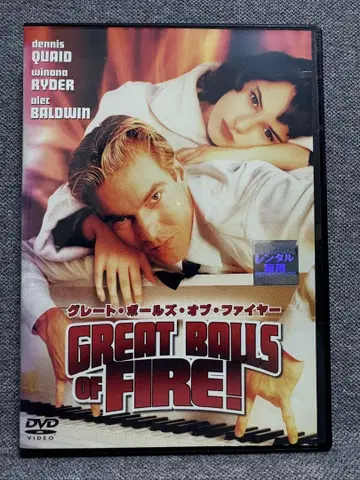 dennis
QUAID
winona
RYDER
alec
BALDWIN
レンタル
専用
グレート・ボールズ・オブ・ファイヤー
GREAT BALLS
OF FIRE!
DVD
VIDEO